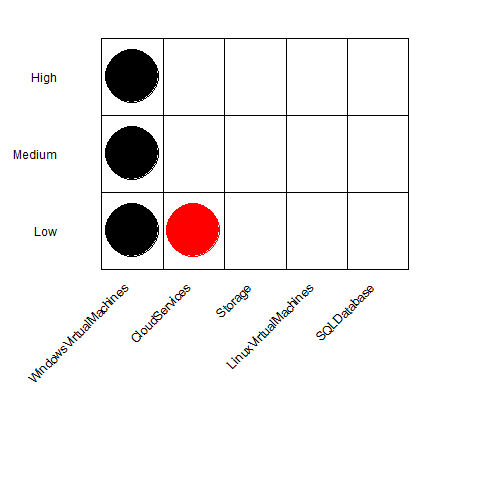 High
Medium
Low
WindowsVirtualMachines
CloudServices
Storage
LinuxVirtualMachines
SQLDatabase